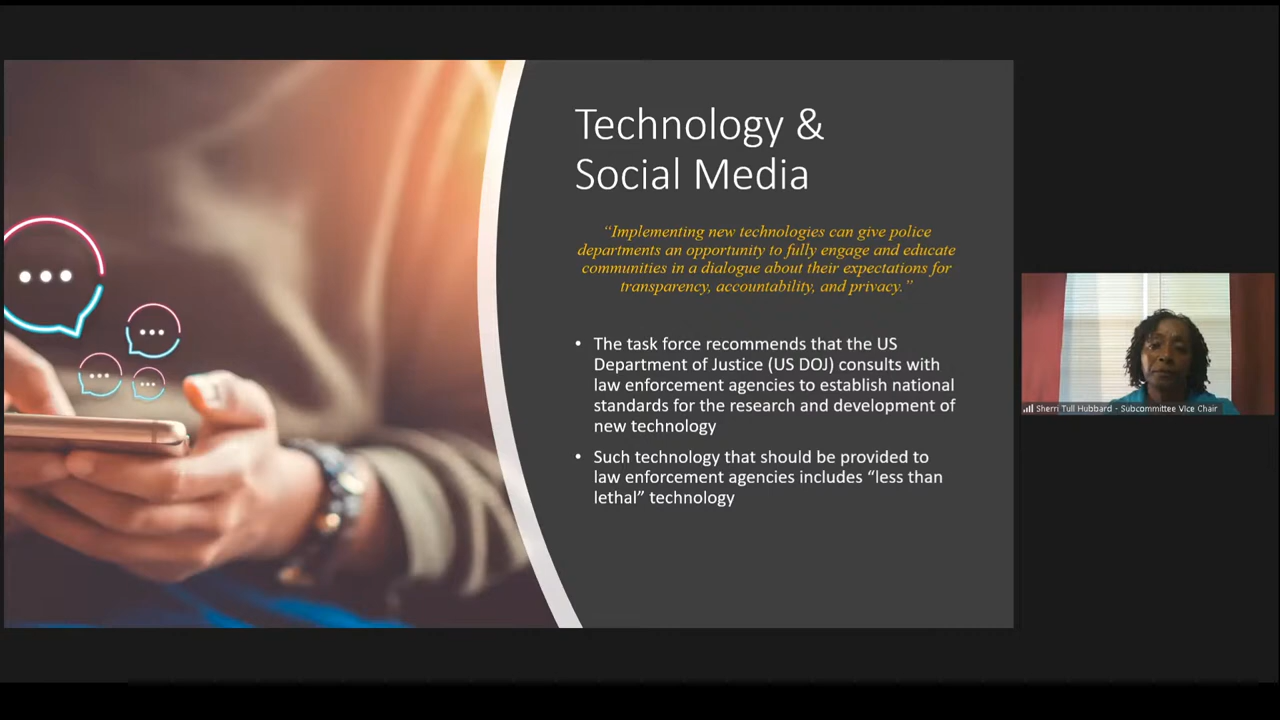 Technology &
Social Media
“Implementing new technologies can give police
departments an opportunity to fully engage and educate
communities in a dialogue about their expectations for
transparency, accountability, and privacy.”
• The task force recommends that the US
Department of Justice (US DOJ) consults with
law enforcement agencies to establish national
standards for the research and development of
new technology
• Such technology that should be provided to
law enforcement agencies includes “less than
lethal” technology
Sherri Tull Hubbard - Subcommittee Vice Chair